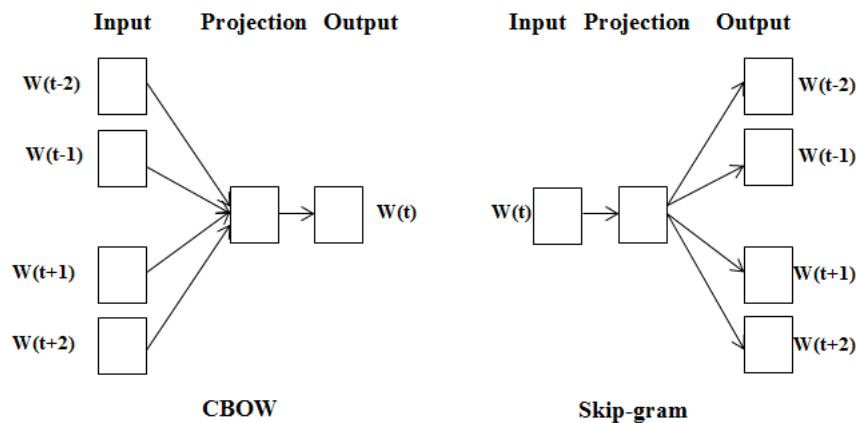 Input Projection Output
W(t-2)
W(t-1)
W(t)
W(t+1)
W(t+2)
CBOW
Input Projection Output
W(t-2)
W(t-1)
W(t)
W(t+1)
W(t+2)
Skip-gram